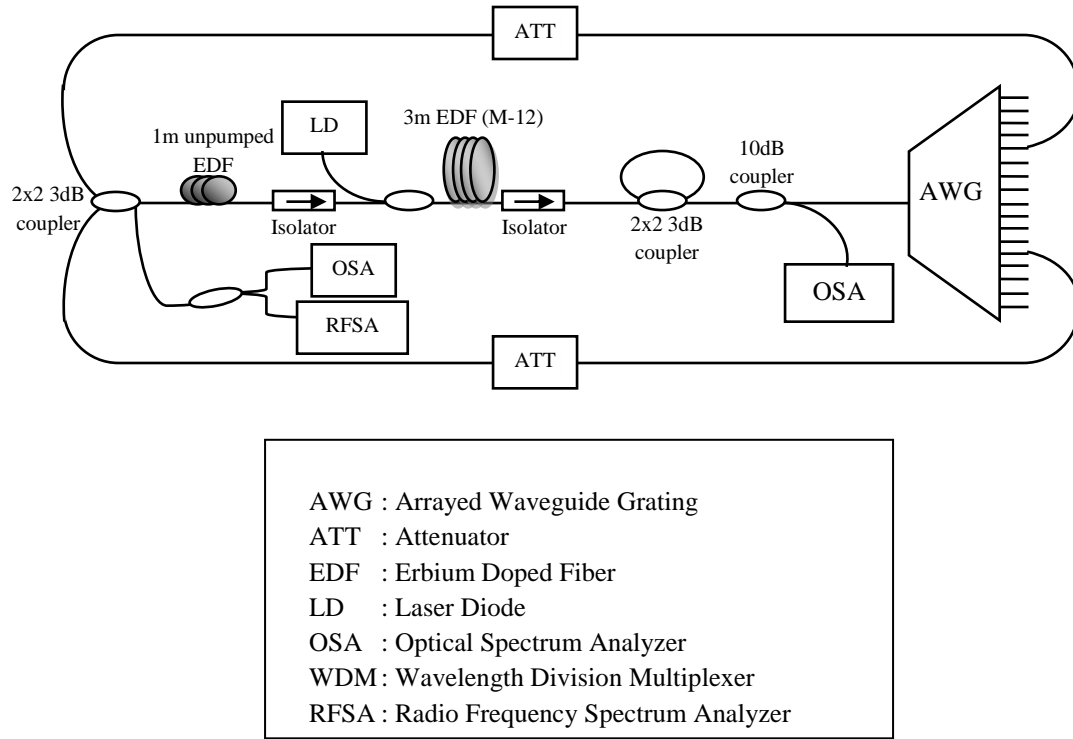 ATT
3m EDF (M-12)
LD
1m unpumped
EDF
10dB
coupler
AWG
2x2 3dB
coupler
Isolator
Isolator
2x2 3dB
coupler
OSA
RFSA
OSA
ATT
AWG : Arrayed Waveguide Grating
ATT : Attenuator
EDF : Erbium Doped Fiber
LD : Laser Diode
OSA : Optical Spectrum Analyzer
WDM : Wavelength Division Multiplexer
RFSA : Radio Frequency Spectrum Analyzer